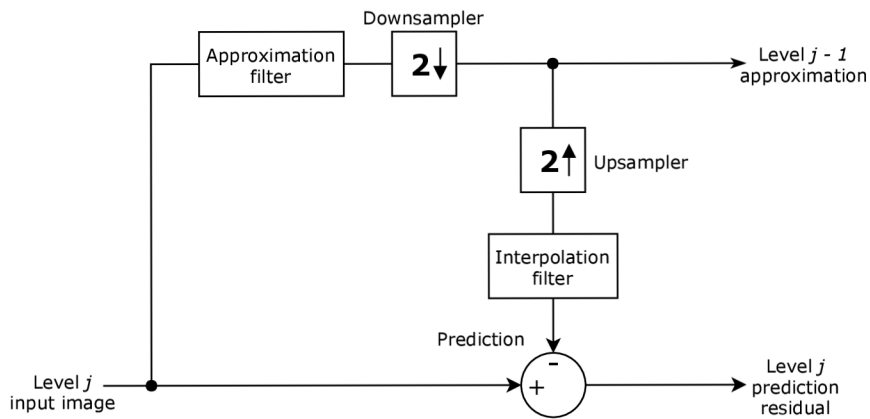 Downsampler
Approximation
filter
2↓
Level j - 1
approximation
2↑
Upsampler
Interpolation
filter
Prediction
-
+
Level j
input image
Level j
prediction
residual